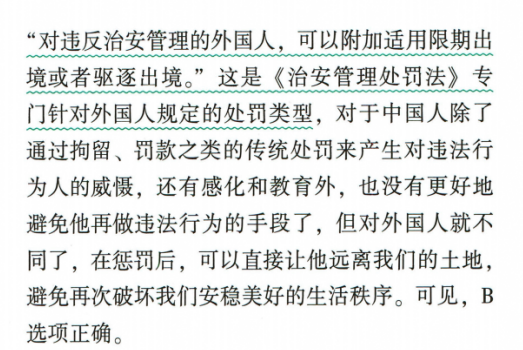 “对违反治安管理的外国人，可以附加适用限期出
境或者驱逐出境。”这是《治安管理处罚法》专
门针对外国人规定的处罚类型，对于中国人除了
通过拘留、罚款之类的传统处罚来产生对违法行
为人的威慑，还有感化和教育外，也没有更好地
避免他再做违法行为的手段了，但对外国人就不
同了，在惩罚后，可以直接让他远离我们的土地，
避免再次破坏我们安稳美好的生活秩序。可见，B
选项正确。